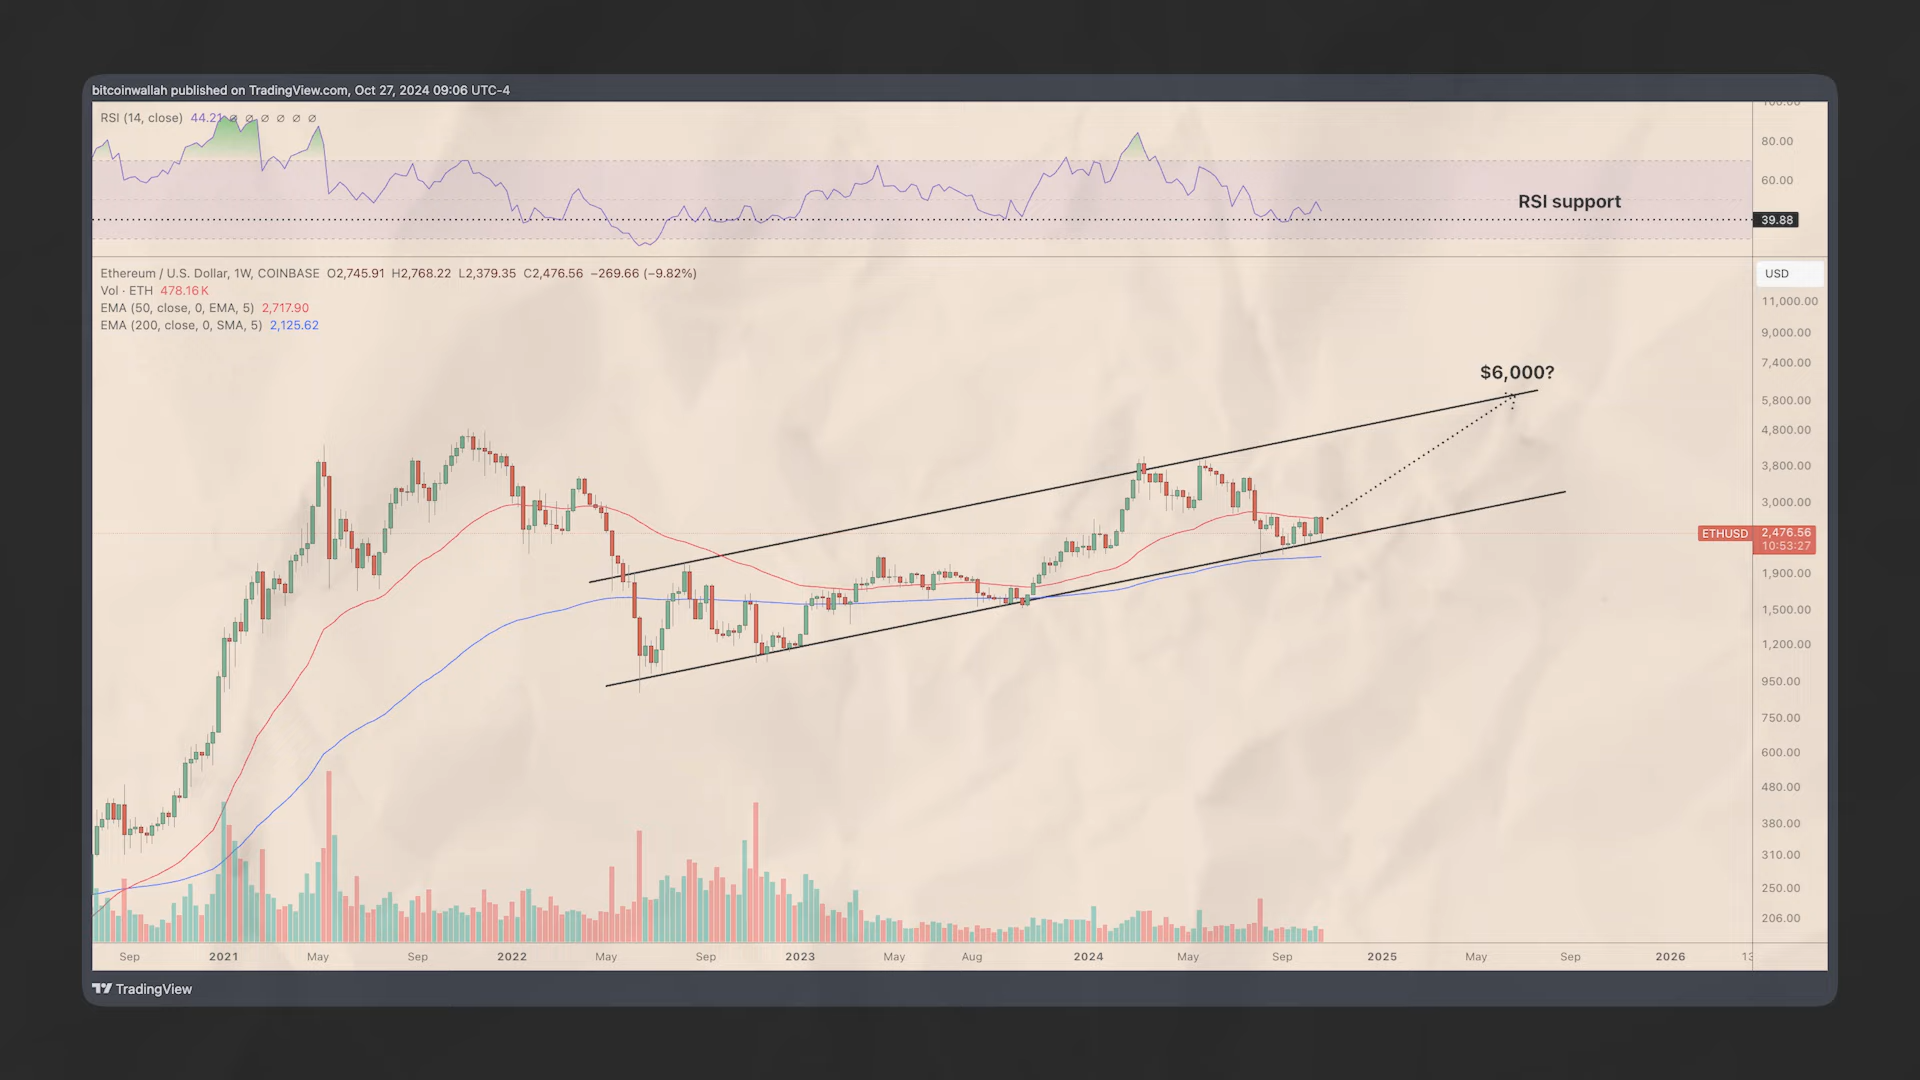 bitcoinwallah published on TradingView.com, Oct 27, 2024 09:06 UTC-4
RSI (14, close) 44.21 ∅ ∅ ∅ ∅ ∅ ∅
100.00
80.00
60.00
RSI support
39.88
Ethereum / U.S. Dollar, 1W, COINBASE O2,745.91 H2,768.22 L2,379.35 C2,476.56 −269.66 (−9.82%)
USD
Vol · ETH 478.16K
EMA (50, close, 0, EMA, 5) 2,717.90
EMA (200, close, 0, SMA, 5) 2,125.62
11,000.00
9,000.00
7,400.00
$6,000?
5,800.00
4,800.00
3,800.00
3,000.00
ETHUSD 2,476.56
10:53:27
1,900.00
1,500.00
1,200.00
950.00
750.00
600.00
480.00
380.00
310.00
250.00
206.00
Sep 2021 May Sep 2022 May Sep 2023 May Aug 2024 May Sep 2025 May Sep 2026 13
TradingView